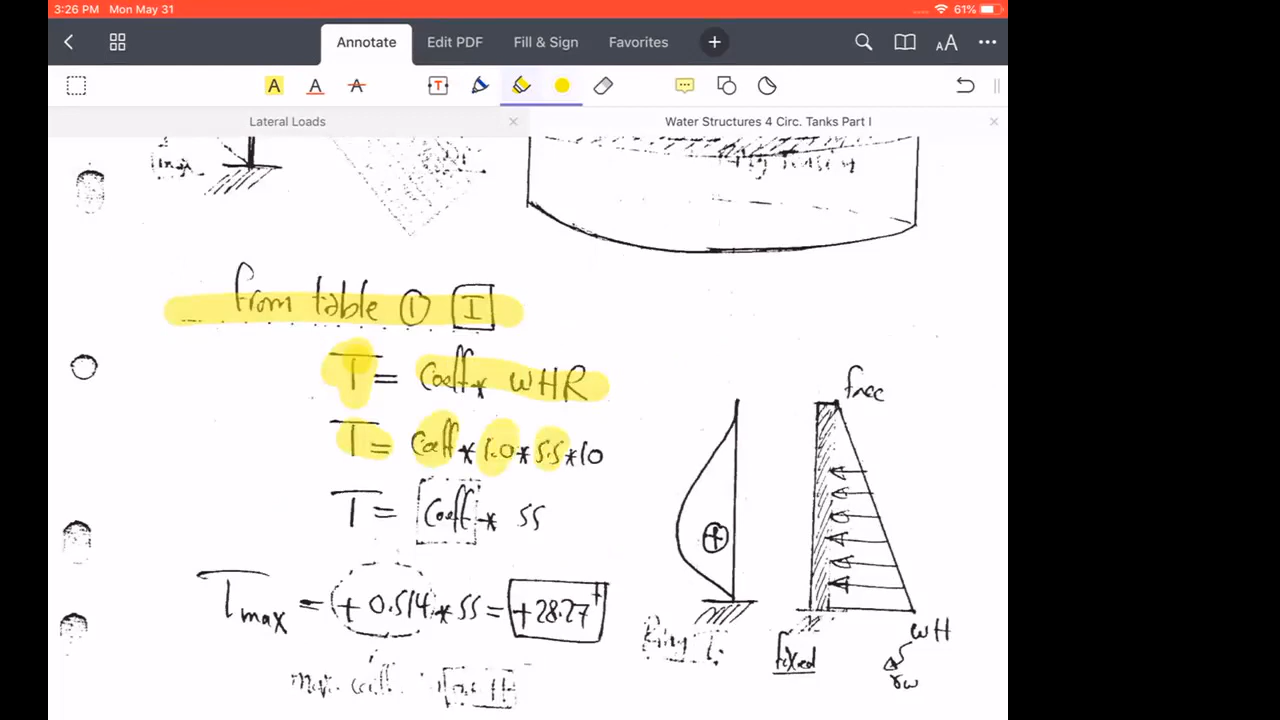 3:26 PM Mon May 31 61%
Annotate Edit PDF Fill & Sign Favorites
Lateral Loads
Water Structures 4 Circ. Tanks Part I
from table ① I
T = Coeff * WHR
T = Coeff * 1.0 * 5.5 * 10
T = Coeff * 55
Tmax = + 0.514 * 55 = +28.27 t
free
+
fixed
WH
γw
Ring T.